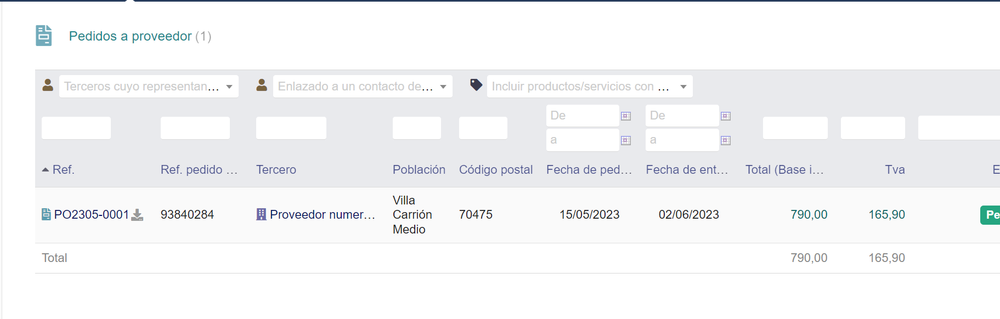 Pedidos a proveedor (1)
Terceros cuyo representan... Enlazado a un contacto de... Incluir productos/servicios con ...
De De
a a
Ref. Ref. pedido ... Tercero Población Código postal Fecha de ped... Fecha de ent... Total (Base i... Tva E
PO2305-0001 93840284 Proveedor numer... Villa Carrión Medio 70475 15/05/2023 02/06/2023 790,00 165,90 Pe
Total 790,00 165,90